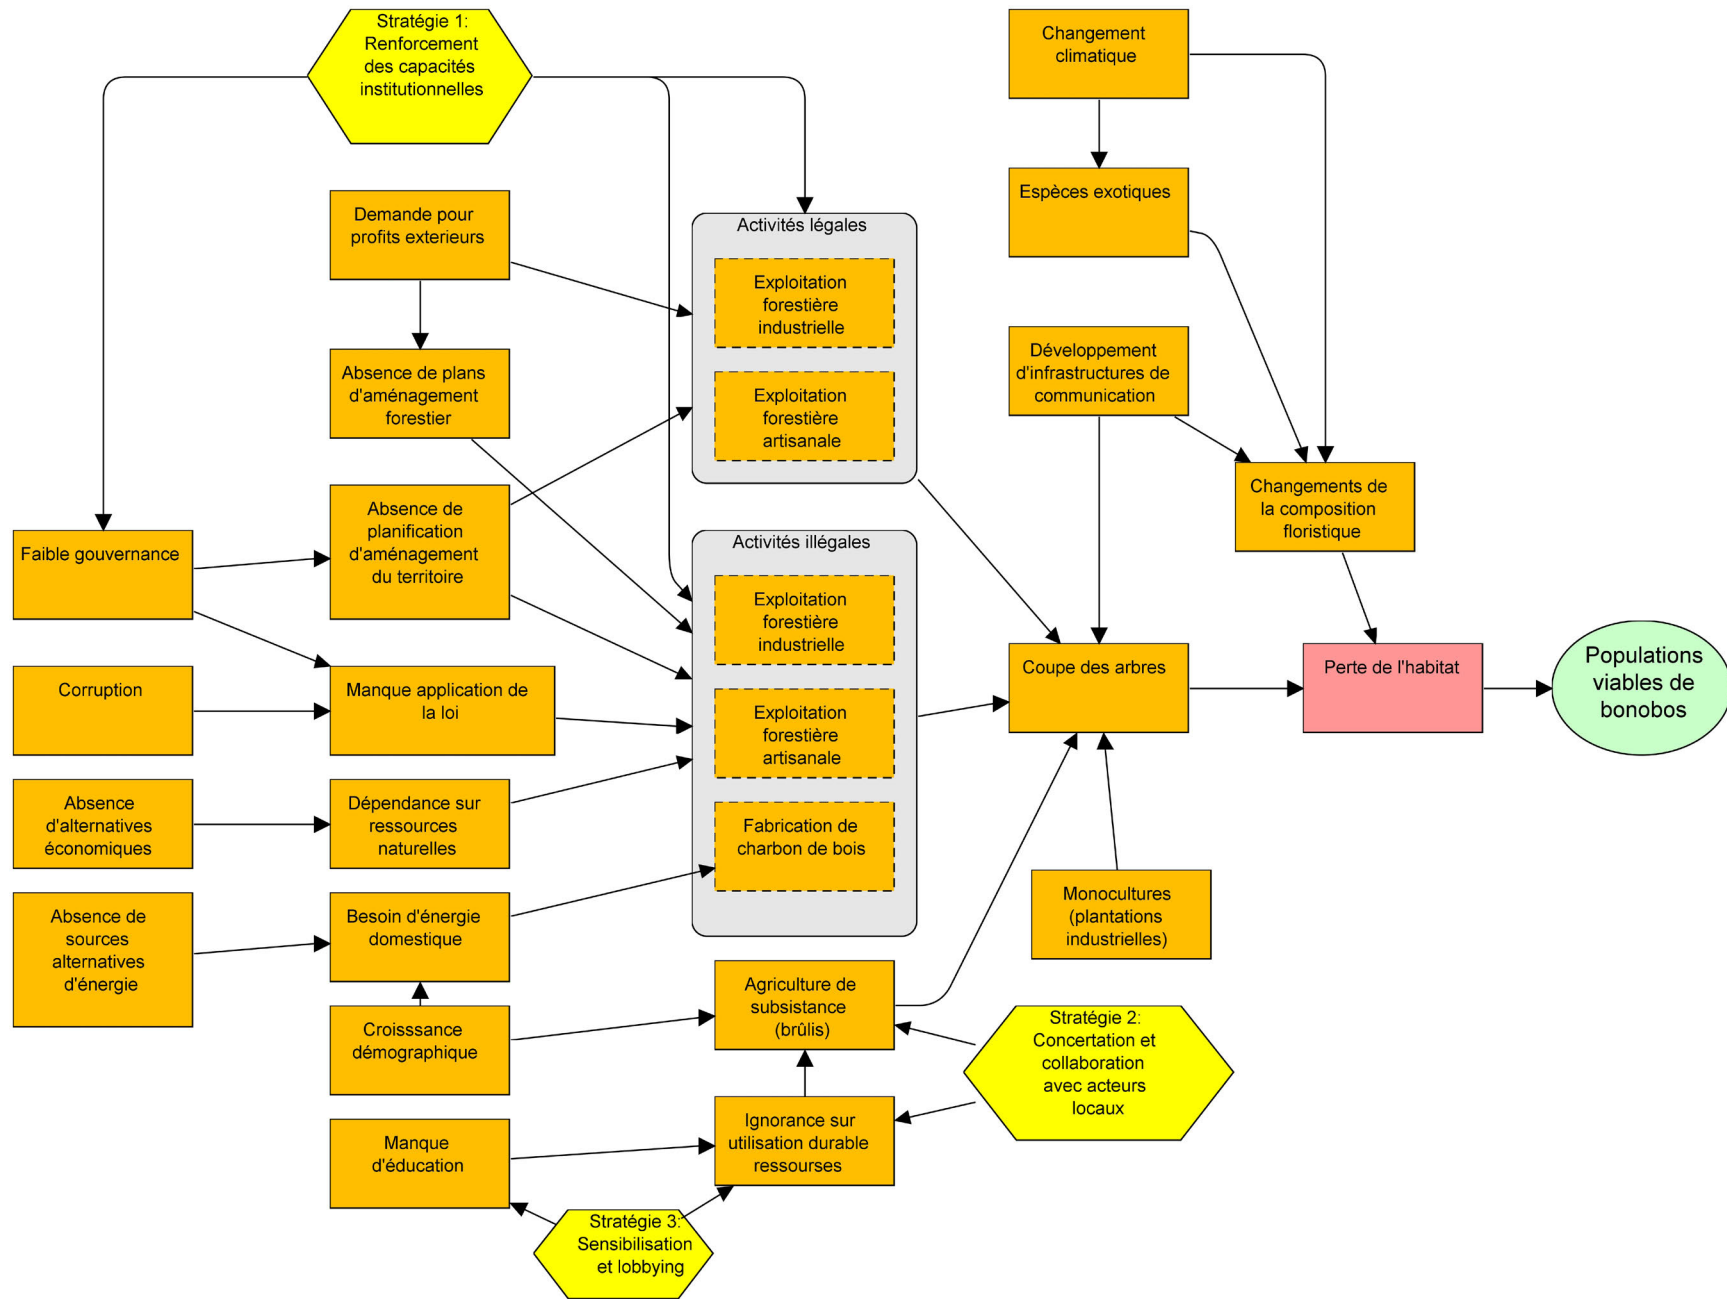 Stratégie 1:
Renforcement
des capacités
institutionnelles
Changement
climatique
Espèces exotiques
Demande pour
profits exterieurs
Activités légales
Exploitation
forestière
industrielle
Exploitation
forestière
artisanale
Absence de plans
d'aménagement
forestier
Développement
d'infrastructures de
communication
Changements de
la composition
floristique
Faible gouvernance
Absence de
planification
d'aménagement
du territoire
Activités illégales
Exploitation
forestière
industrielle
Exploitation
forestière
artisanale
Fabrication de
charbon de bois
Coupe des arbres
Perte de l'habitat
Populations
viables de
bonobos
Corruption
Manque application de
la loi
Absence
d'alternatives
économiques
Dépendance sur
ressources
naturelles
Absence de
sources
alternatives
d'énergie
Besoin d'énergie
domestique
Monocultures
(plantations
industrielles)
Croisssance
démographique
Agriculture de
subsistance
(brûlis)
Stratégie 2:
Concertation et
collaboration
avec acteurs
locaux
Manque
d'éducation
Ignorance sur
utilisation durable
ressourses
Stratégie 3:
Sensibilisation
et lobbying